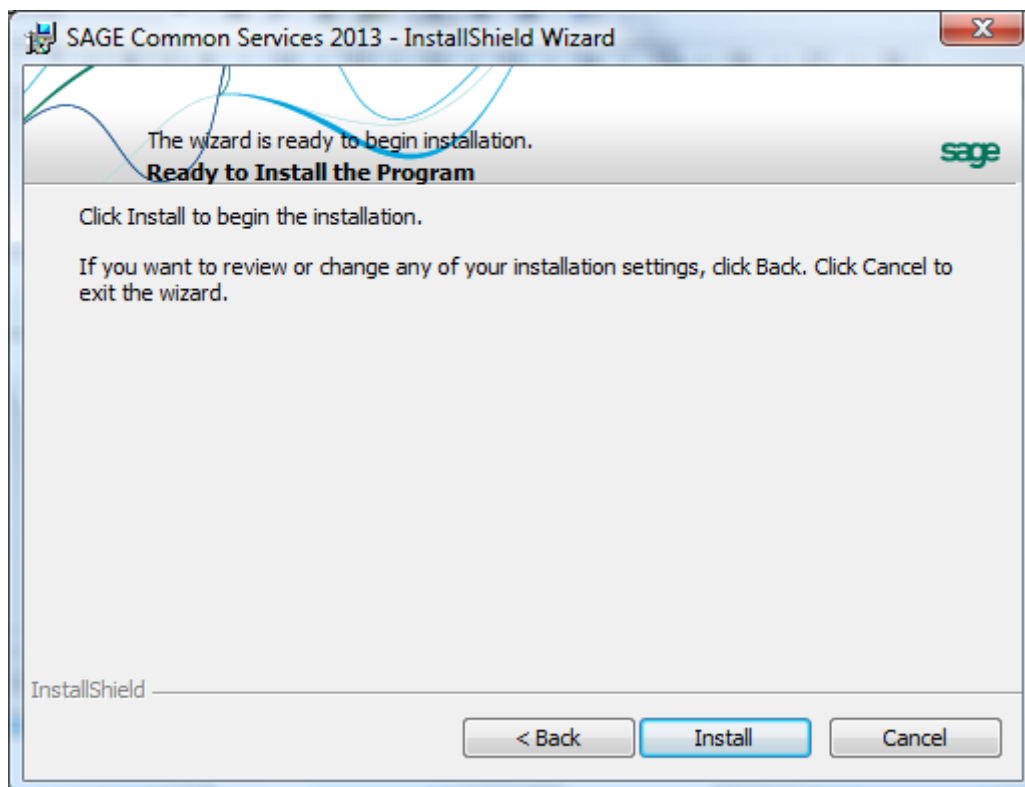 SAGE Common Services 2013 - InstallShield Wizard
The wizard is ready to begin installation.
Ready to Install the Program
sage
Click Install to begin the installation.
If you want to review or change any of your installation settings, click Back. Click Cancel to
exit the wizard.
InstallShield
< Back Install Cancel